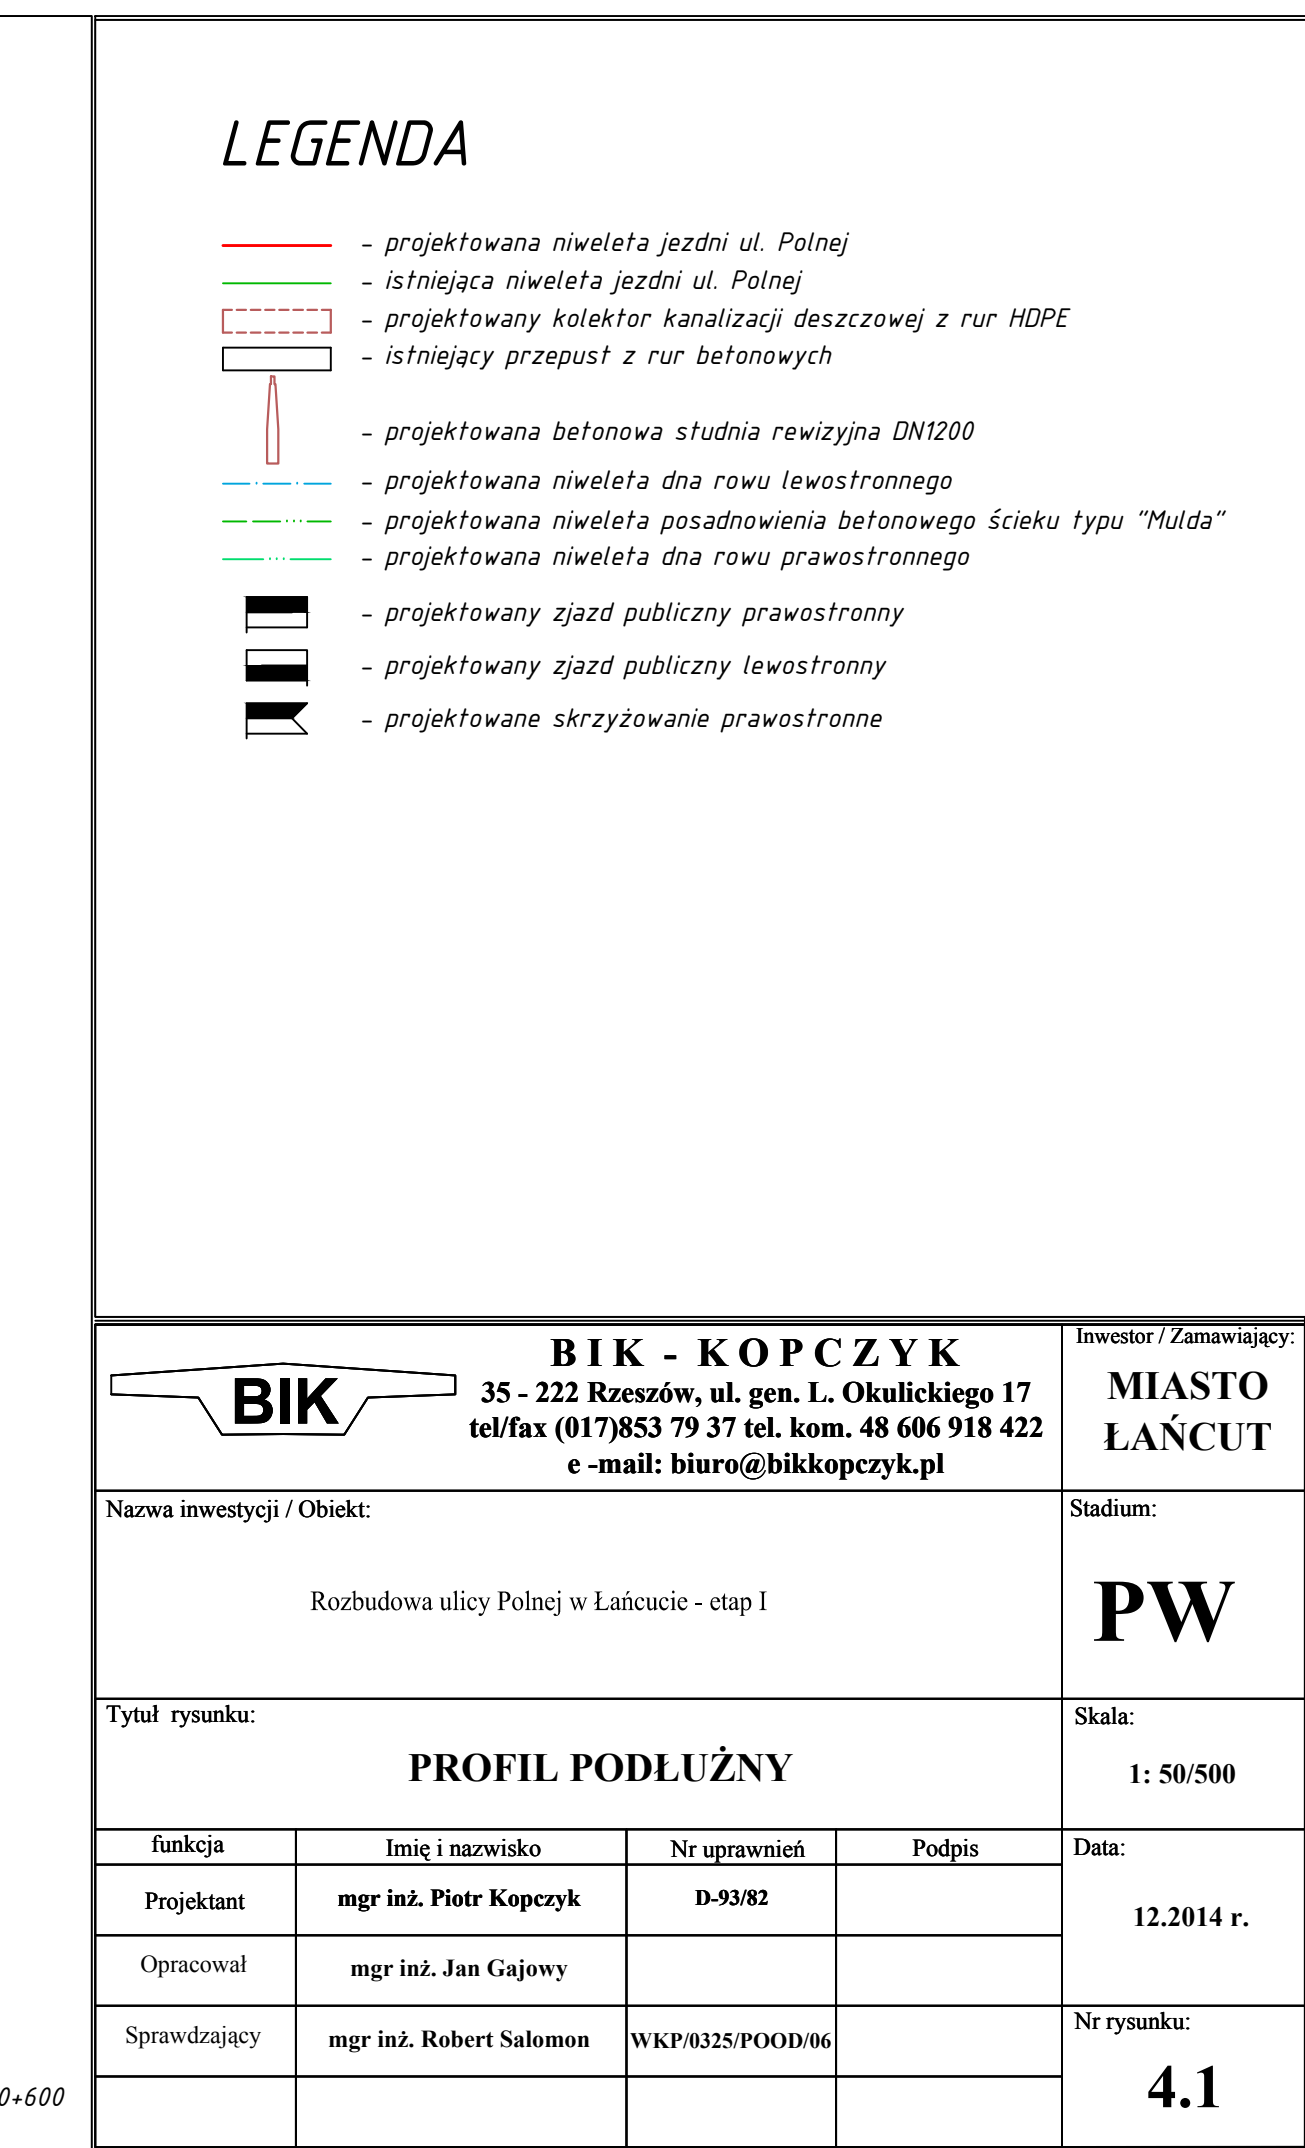 LEGENDA
- projektowana niweleta jezdni ul. Polnej
- istniejąca niweleta jezdni ul. Polnej
- projektowany kolektor kanalizacji deszczowej z rur HDPE
- istniejący przepust z rur betonowych
- projektowana betonowa studnia rewizyjna DN1200
- projektowana niweleta dna rowu lewostronnego
- projektowana niweleta posadnowienia betonowego ścieku typu "Mulda"
- projektowana niweleta dna rowu prawostronnego
- projektowany zjazd publiczny prawostronny
- projektowany zjazd publiczny lewostronny
- projektowane skrzyżowanie prawostronne
BIK
BIK - KOPCZYK
35 - 222 Rzeszów, ul. gen. L. Okulickiego 17
tel/fax (017)853 79 37 tel. kom. 48 606 918 422
e -mail: biuro@bikkopczyk.pl
Inwestor / Zamawiający:
MIASTO
ŁAŃCUT
Nazwa inwestycji / Obiekt:
Rozbudowa ulicy Polnej w Łańcucie - etap I
Stadium:
PW
Tytuł rysunku:
PROFIL PODŁUŻNY
Skala:
1: 50/500
funkcja Imię i nazwisko Nr uprawnień Podpis
Projektant mgr inż. Piotr Kopczyk D-93/82
Opracował mgr inż. Jan Gajowy
Sprawdzający mgr inż. Robert Salomon WKP/0325/POOD/06
Data:
12.2014 r.
Nr rysunku:
4.1
0+600